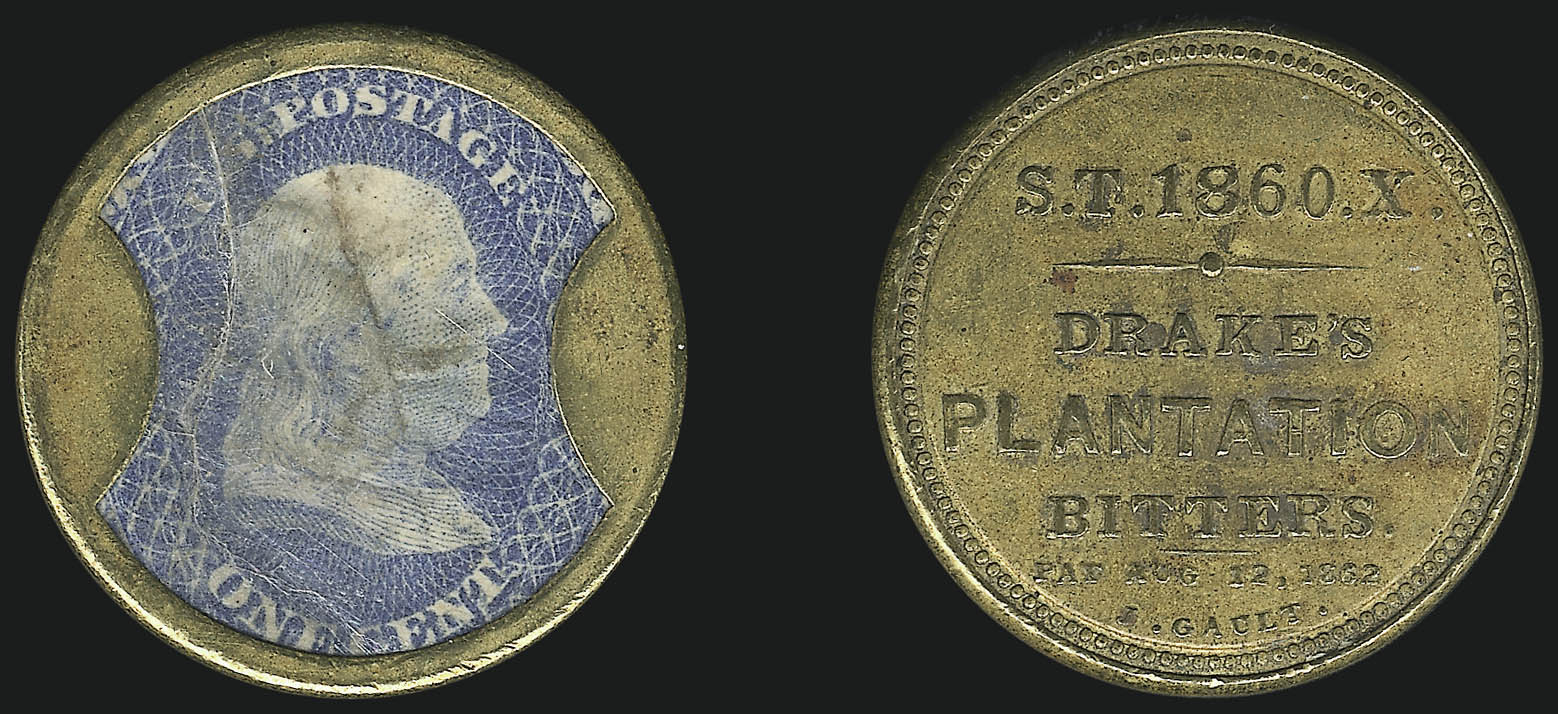 U.S. POSTAGE
ONE CENT
S.T.1860.X.
DRAKE'S
PLANTATION
BITTERS.
PAT AUG 12, 1862
J. GAULT.